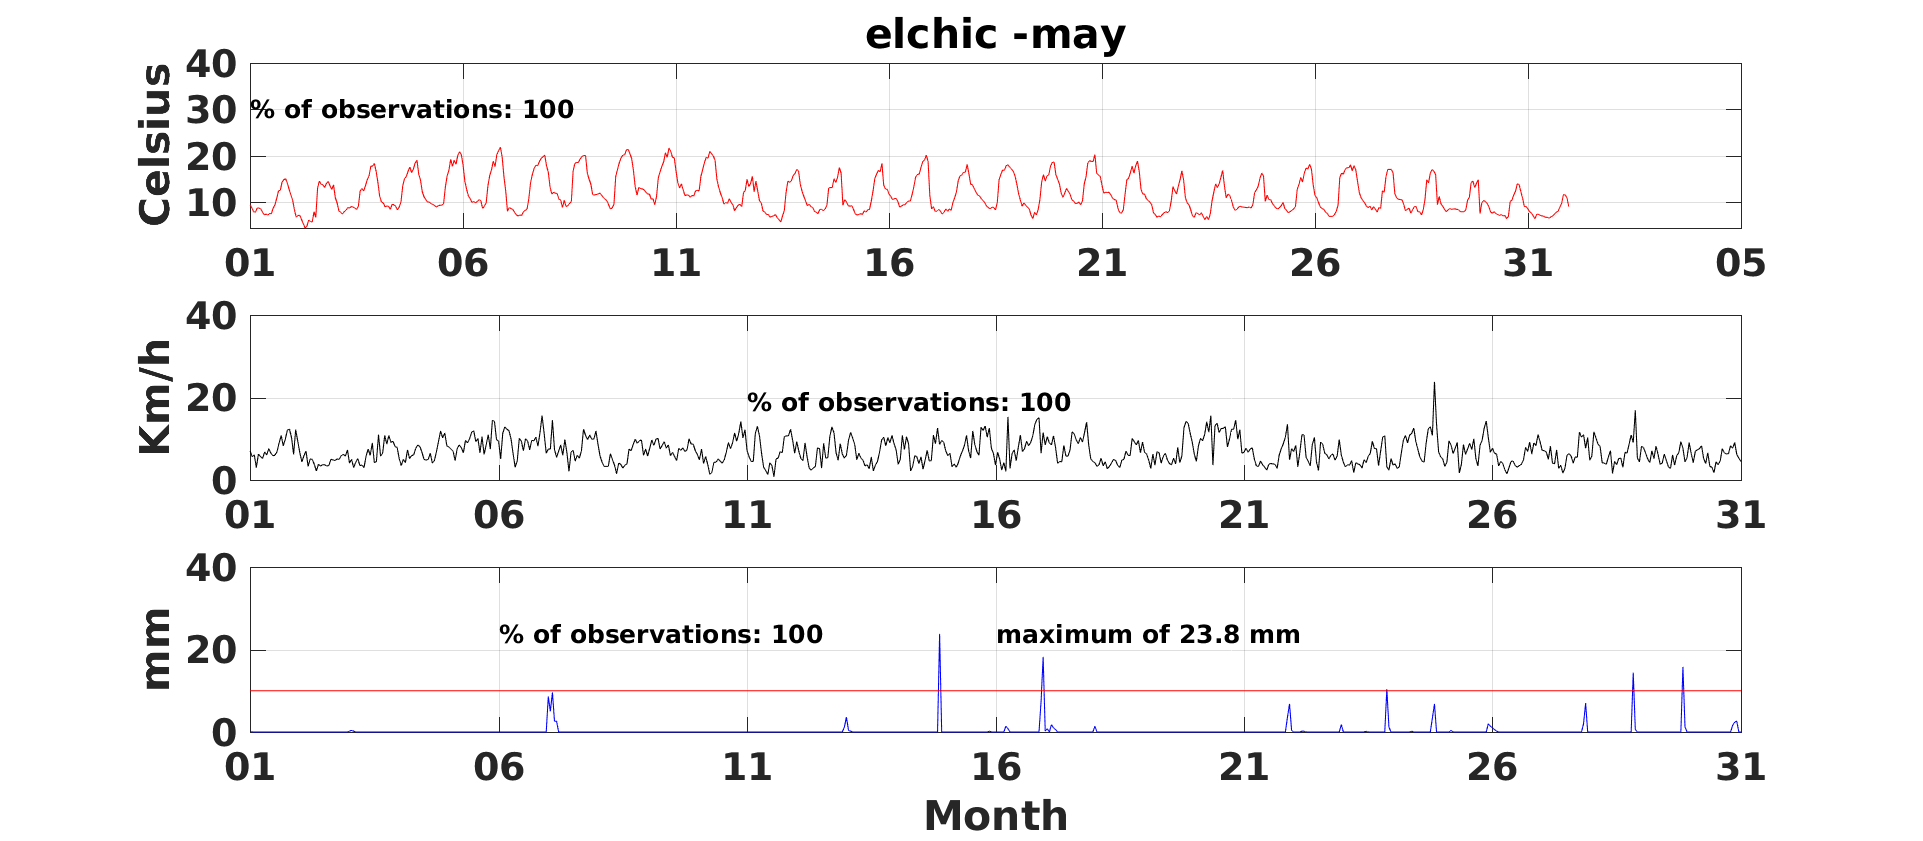 elchic -may
Celsius
40
30
20
10
% of observations: 100
01 06 11 16 21 26 31 05
Km/h
40
20
0
% of observations: 100
01 06 11 16 21 26 31
mm
40
20
0
% of observations: 100 maximum of 23.8 mm
01 06 11 16 21 26 31
Month